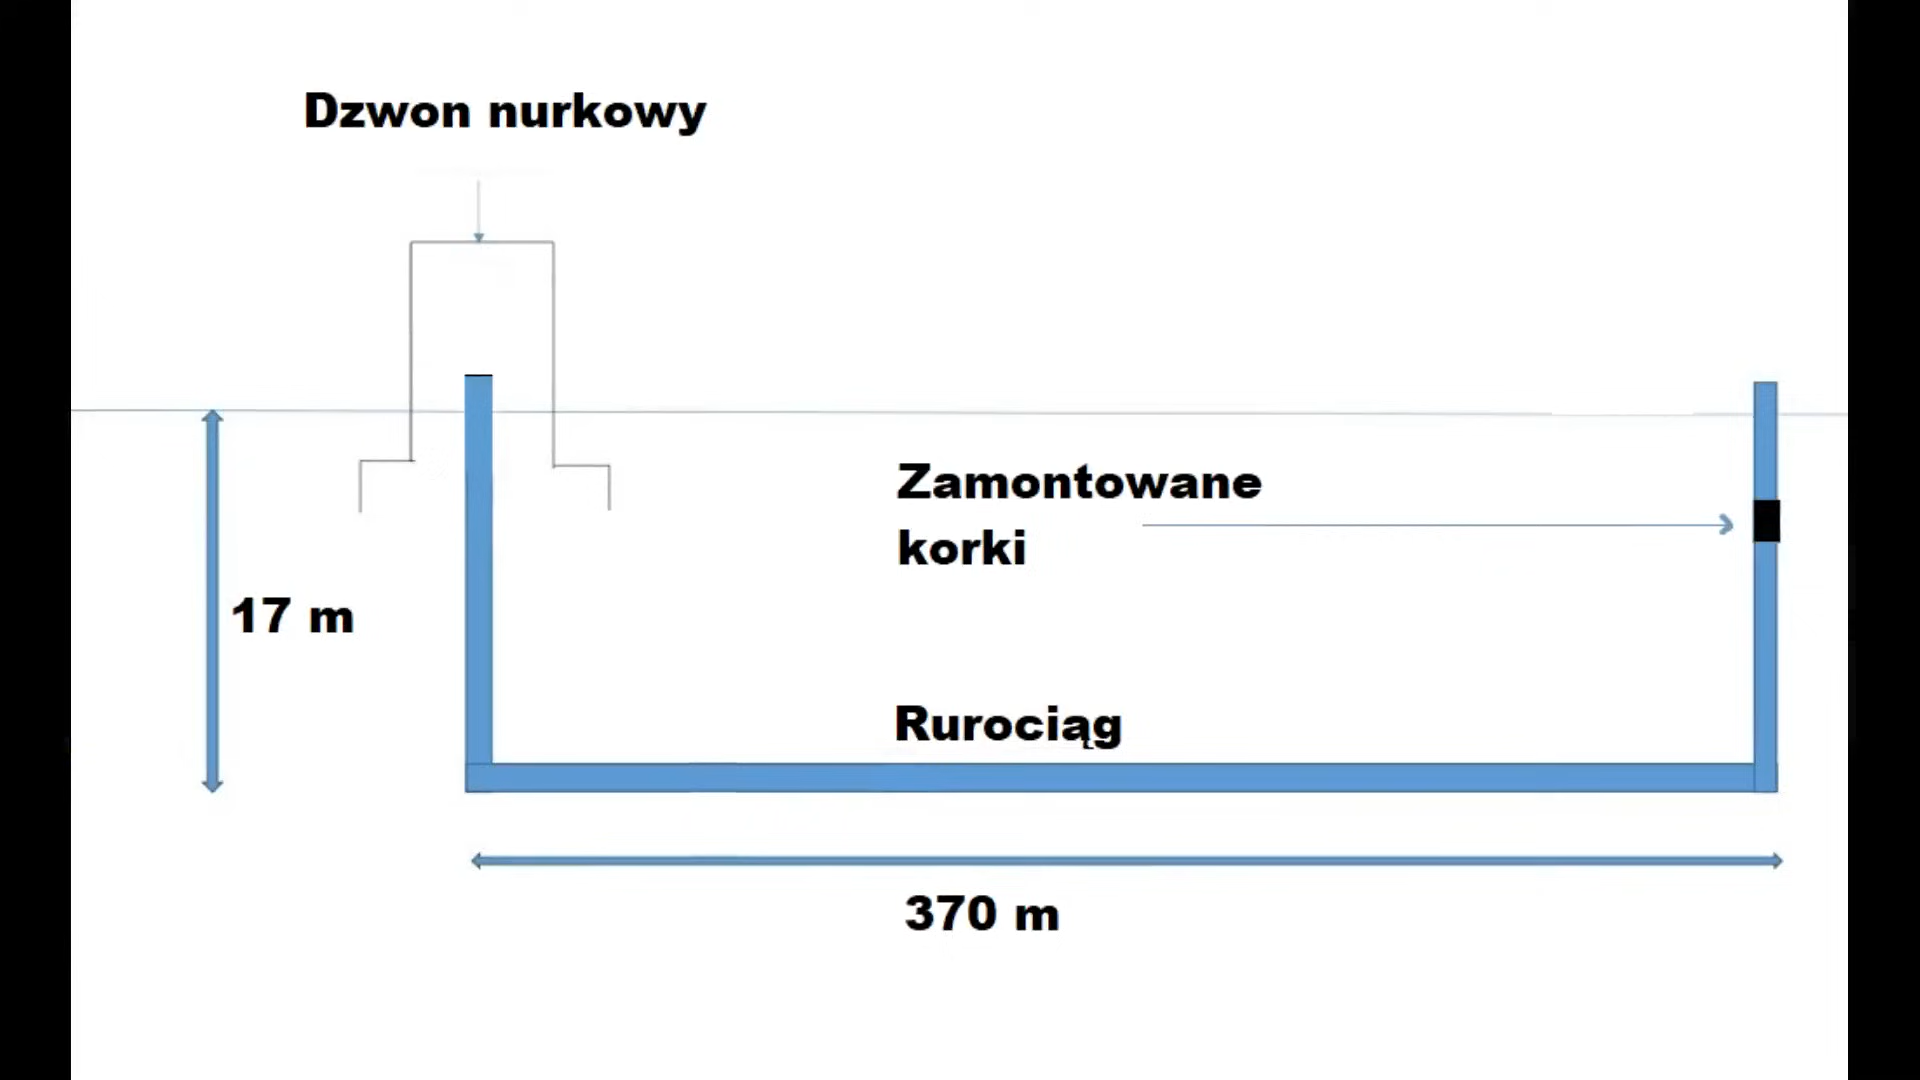 Dzwon nurkowy
Zamontowane
korki
17 m
Rurociąg
370 m